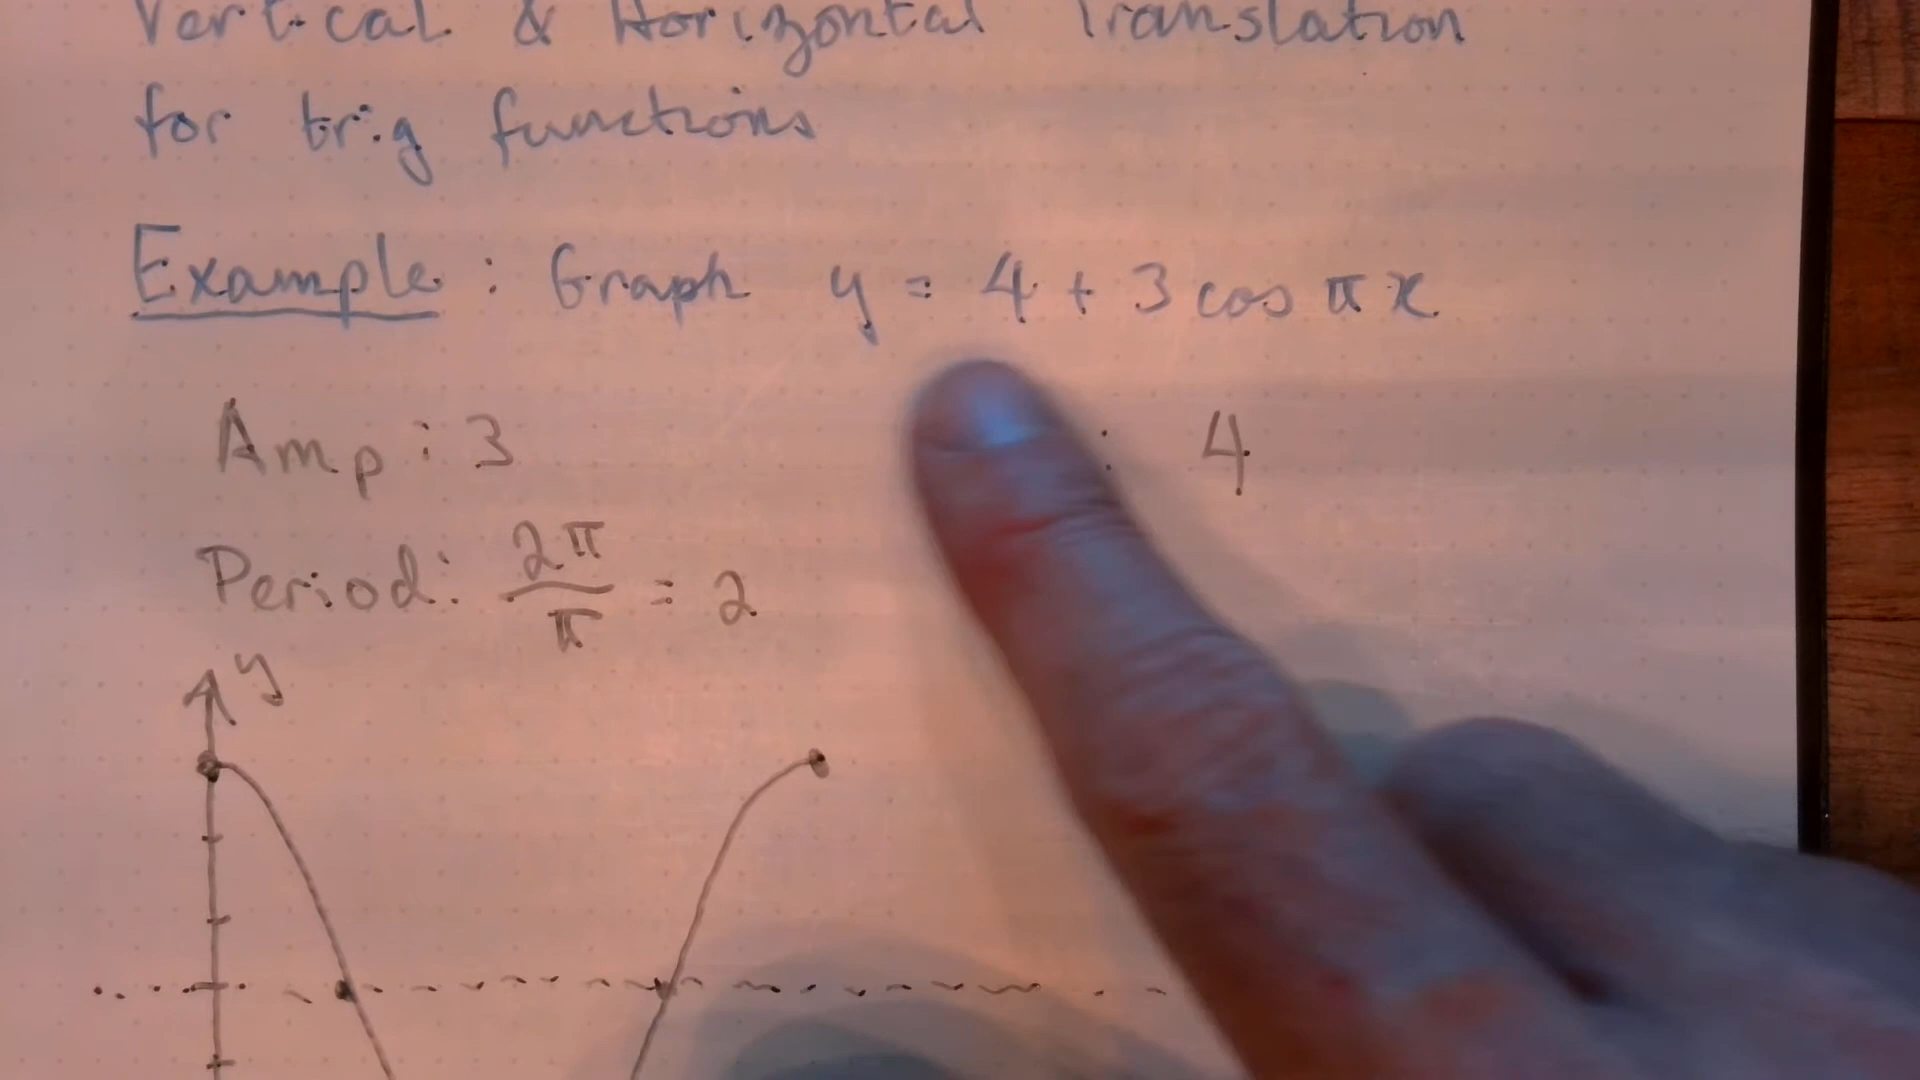 Vertical & Horizontal Translation
for trig functions
Example: Graph y = 4 + 3 cos πx
Amp: 3 : 4
Period: 2π/π = 2
y